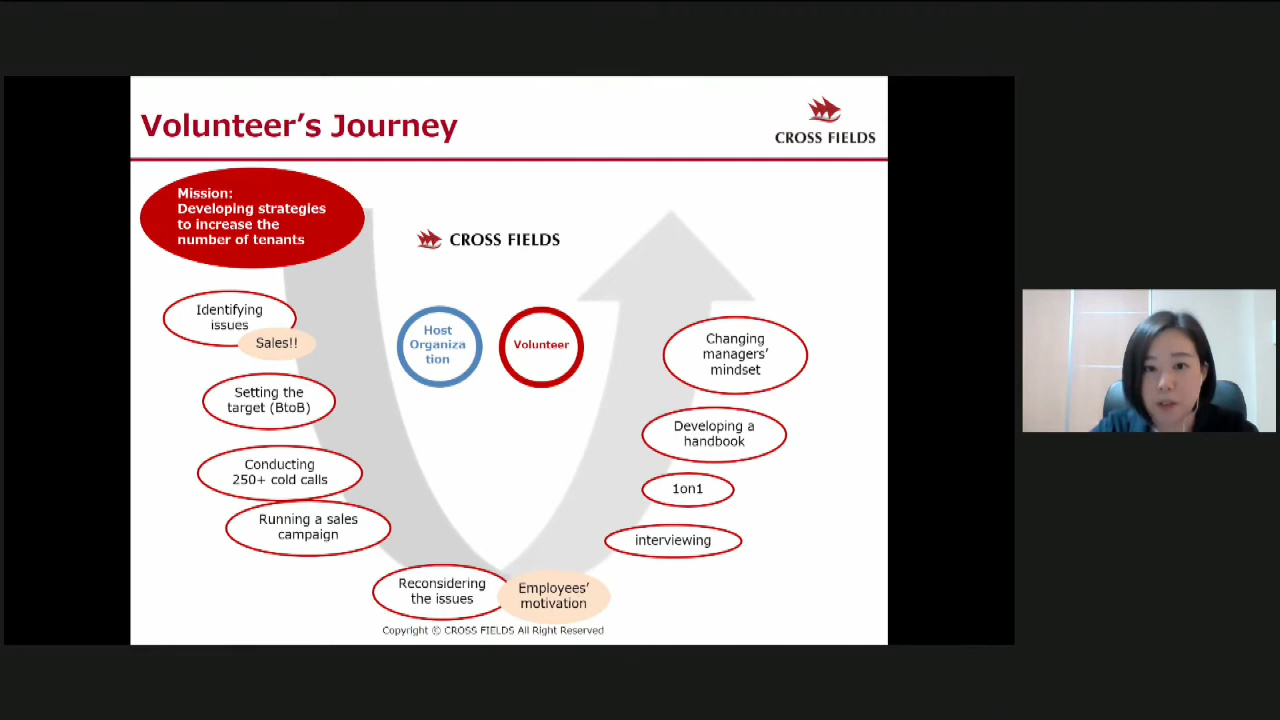 Volunteer's Journey
CROSS FIELDS
Mission:
Developing strategies
to increase the
number of tenants
CROSS FIELDS
Identifying
issues
Sales!!
Host
Organiza
tion
Volunteer
Changing
managers'
mindset
Setting the
target (BtoB)
Developing a
handbook
Conducting
250+ cold calls
1on1
Running a sales
campaign
interviewing
Reconsidering
the issues
Employees'
motivation
Copyright © CROSS FIELDS All Right Reserved